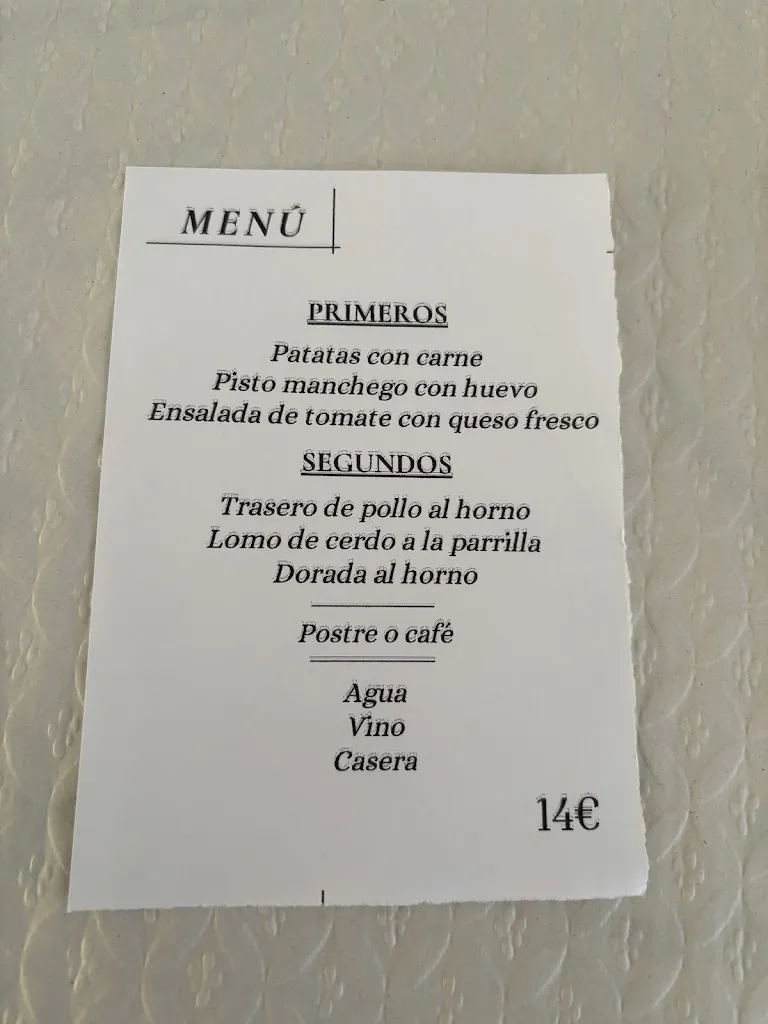 MENÚ
PRIMEROS
Patatas con carne
Pisto manchego con huevo
Ensalada de tomate con queso fresco
SEGUNDOS
Trasero de pollo al horno
Lomo de cerdo a la parrilla
Dorada al horno
Postre o café
Agua
Vino
Casera
14€